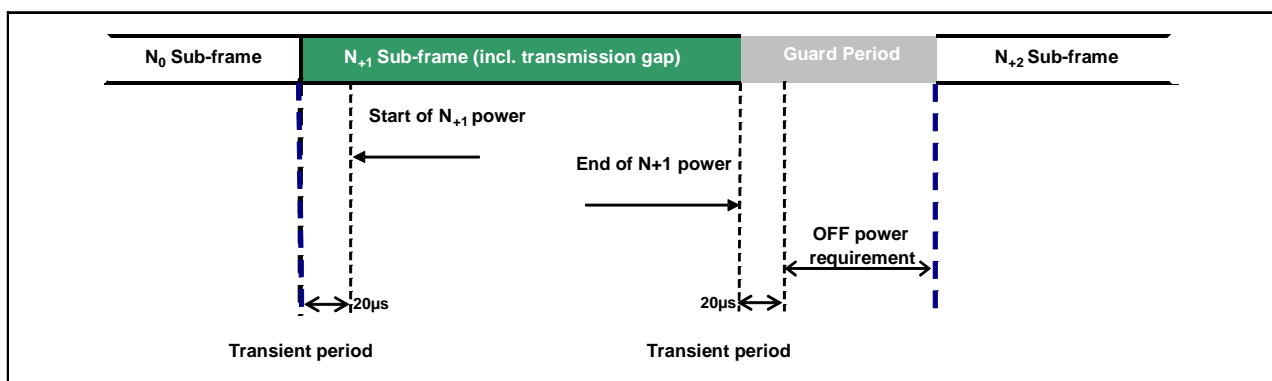 N0 Sub-frame
N+1 Sub-frame (incl. transmission gap)
Guard Period
N+2 Sub-frame
Start of N+1 power
End of N+1 power
OFF power
requirement
20µs
20µs
Transient period
Transient period